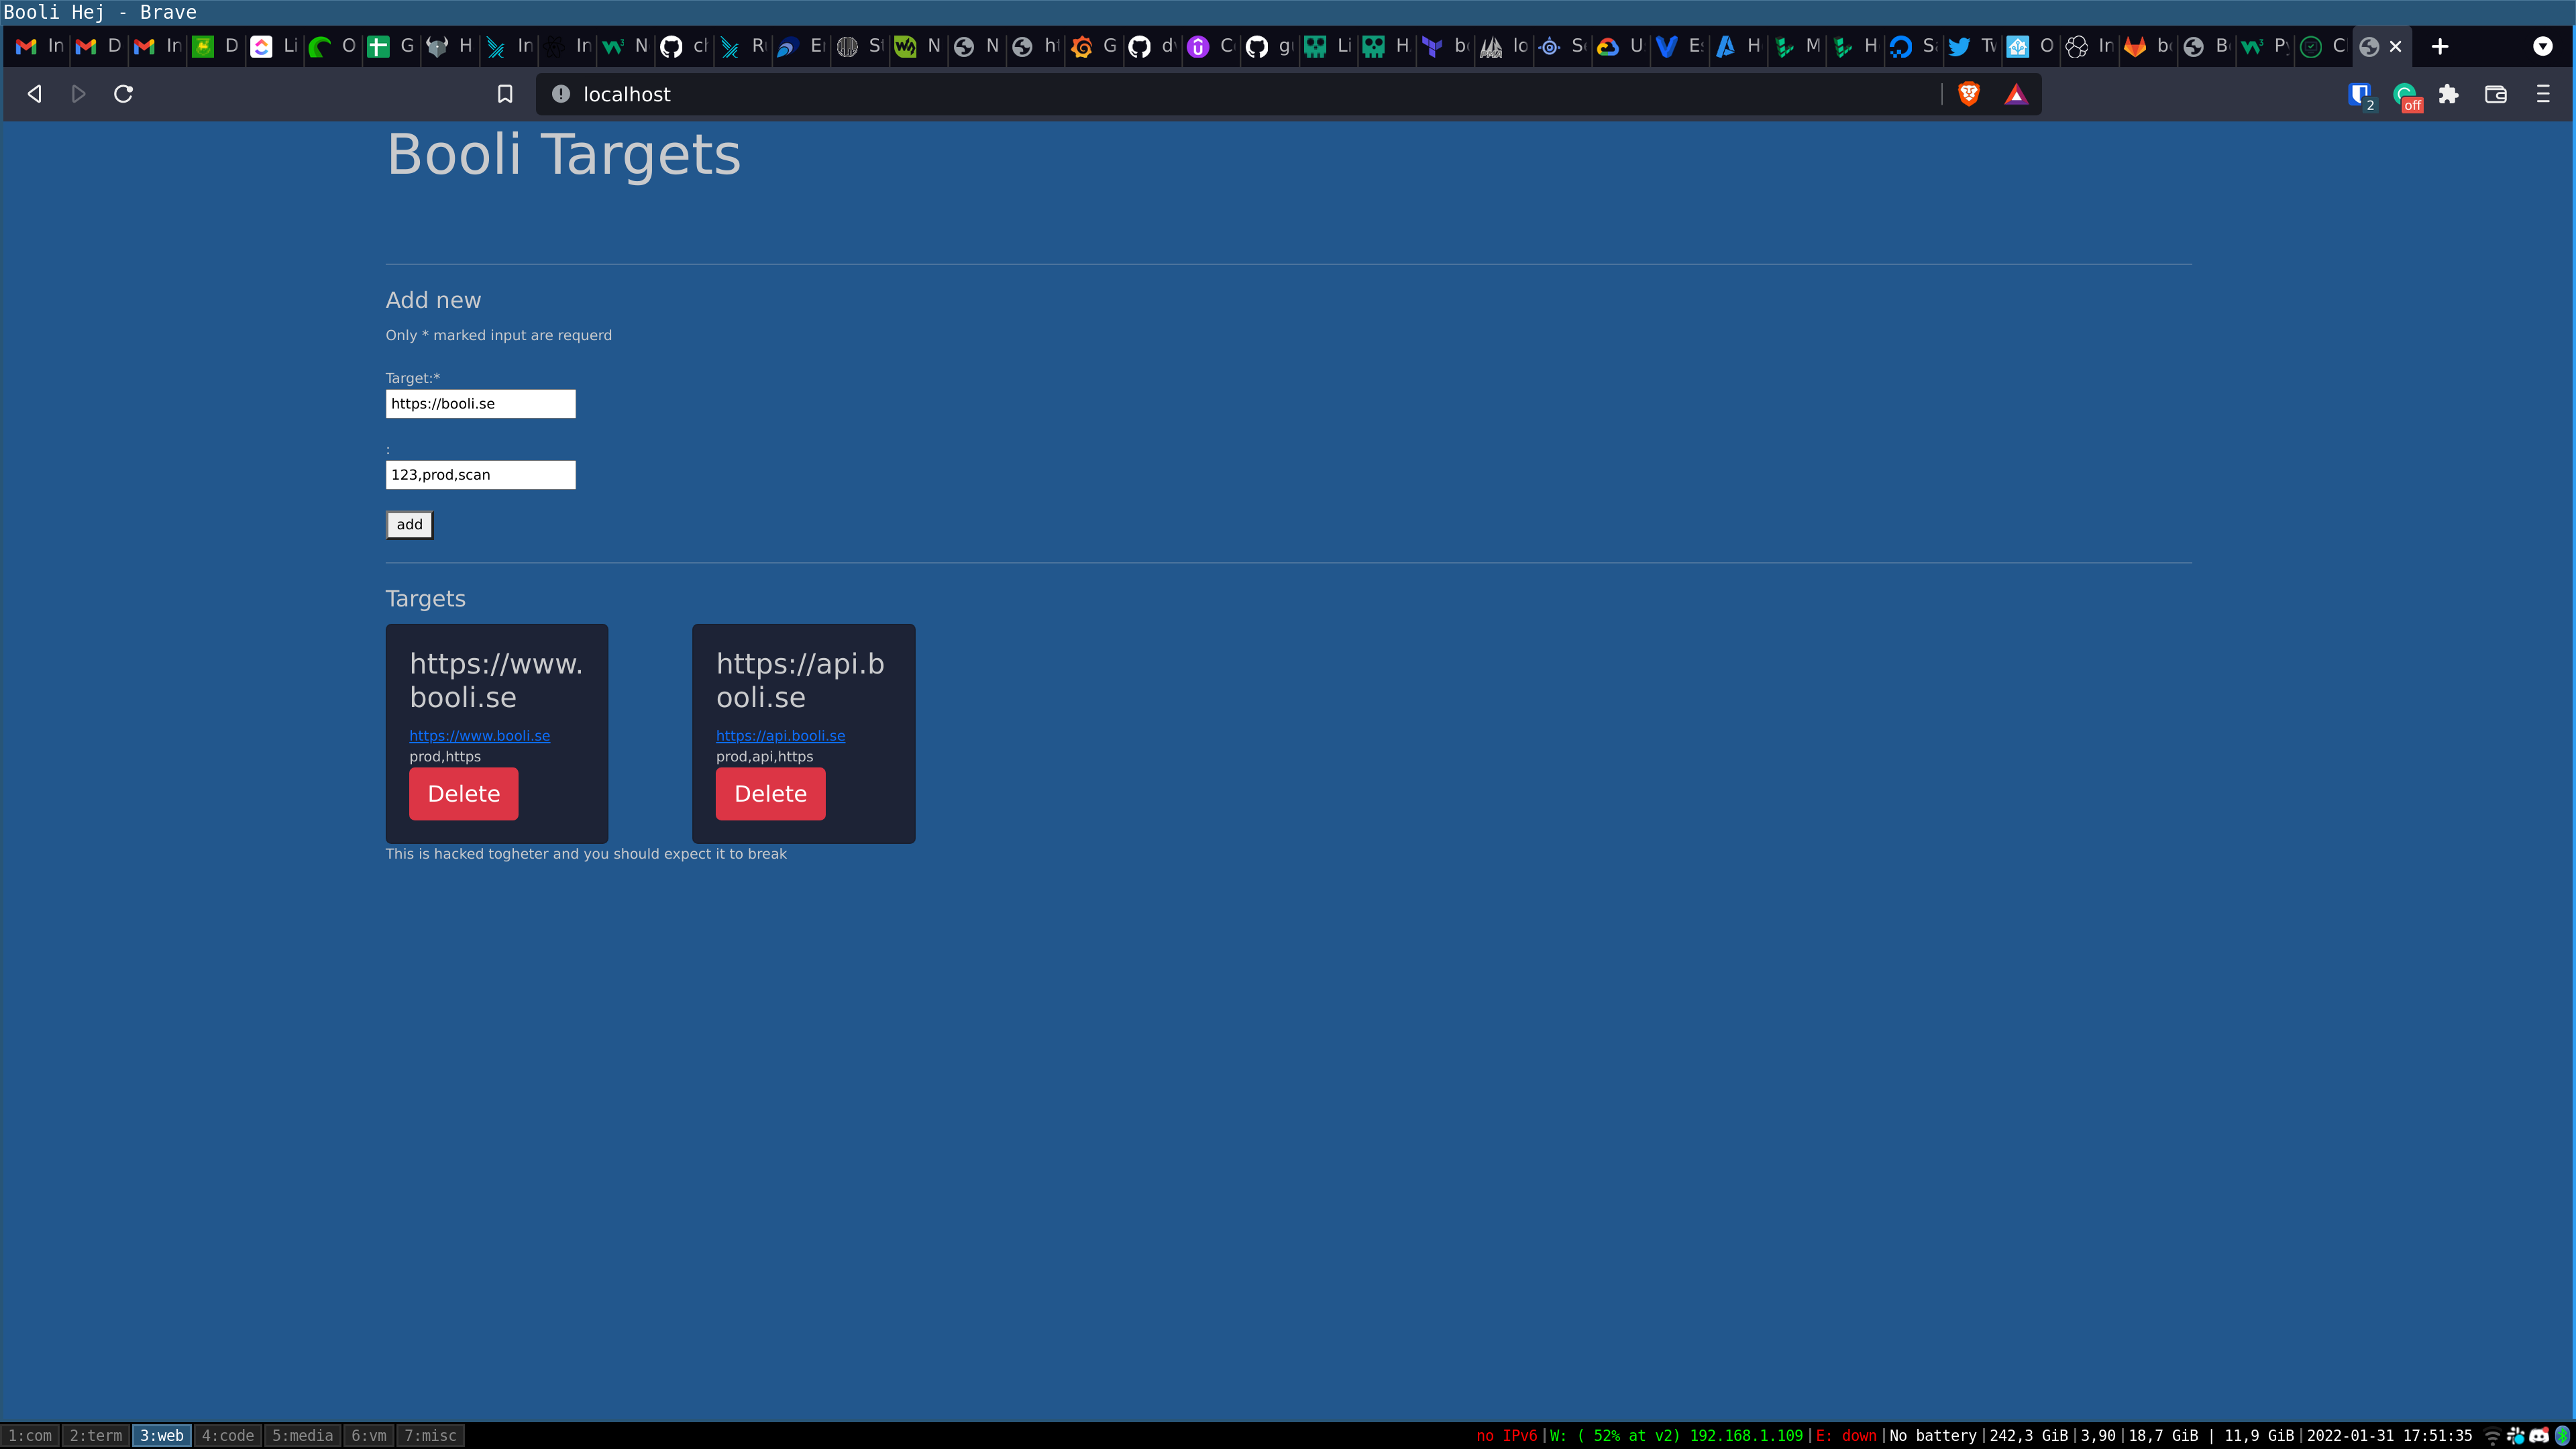 Booli Hej - Brave
In D In D Li O G H In In N cl R E S N N h G d C g Li H b lo S U E H M H S T O In b B P C
localhost
2 off
Booli Targets
Add new
Only * marked input are requerd
Target:*
https://booli.se
:
123,prod,scan
add
Targets
https://www.
booli.se
https://www.booli.se
prod,https
Delete
https://api.b
ooli.se
https://api.booli.se
prod,api,https
Delete
This is hacked togheter and you should expect it to break
1:com 2:term 3:web 4:code 5:media 6:vm 7:misc
no IPv6|W: ( 52% at v2) 192.168.1.109|E: down|No battery|242,3 GiB|3,90|18,7 GiB | 11,9 GiB|2022-01-31 17:51:35